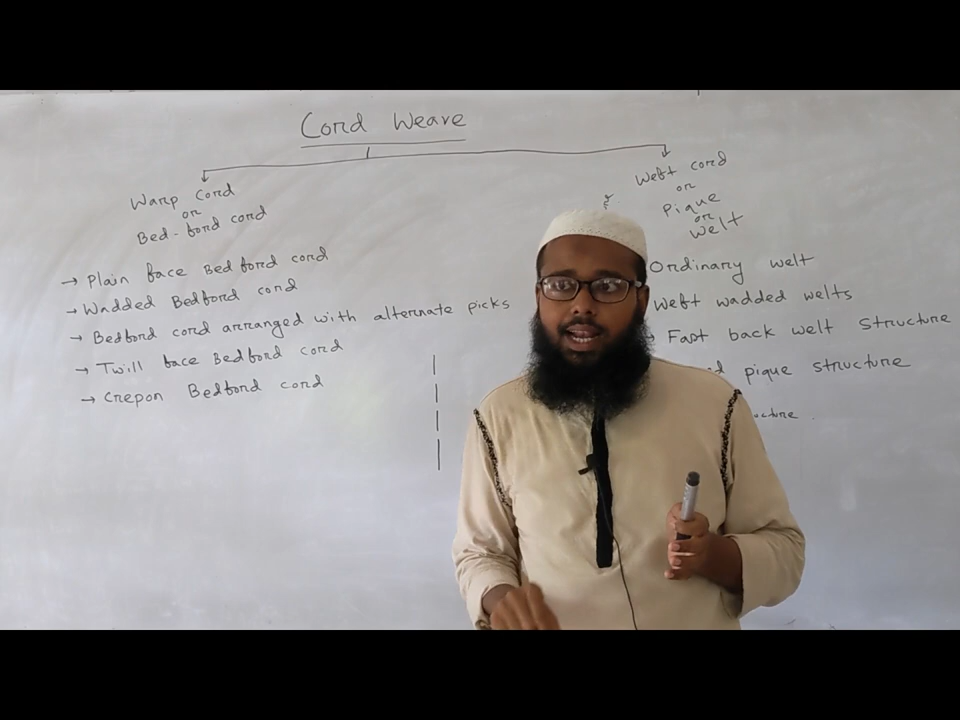 Cord Weave
Warp Cord
or
Bed-ford cord
→ Plain face Bedford cord
→ Wadded Bedford cord
→ Bedford cord arranged with alternate picks
→ Twill face Bedford cord
→ Crepon Bedford cord
Weft cord
or
Pique
or
Welt
Ordinary welt
Weft wadded welts
Fast back welt structure
pique structure